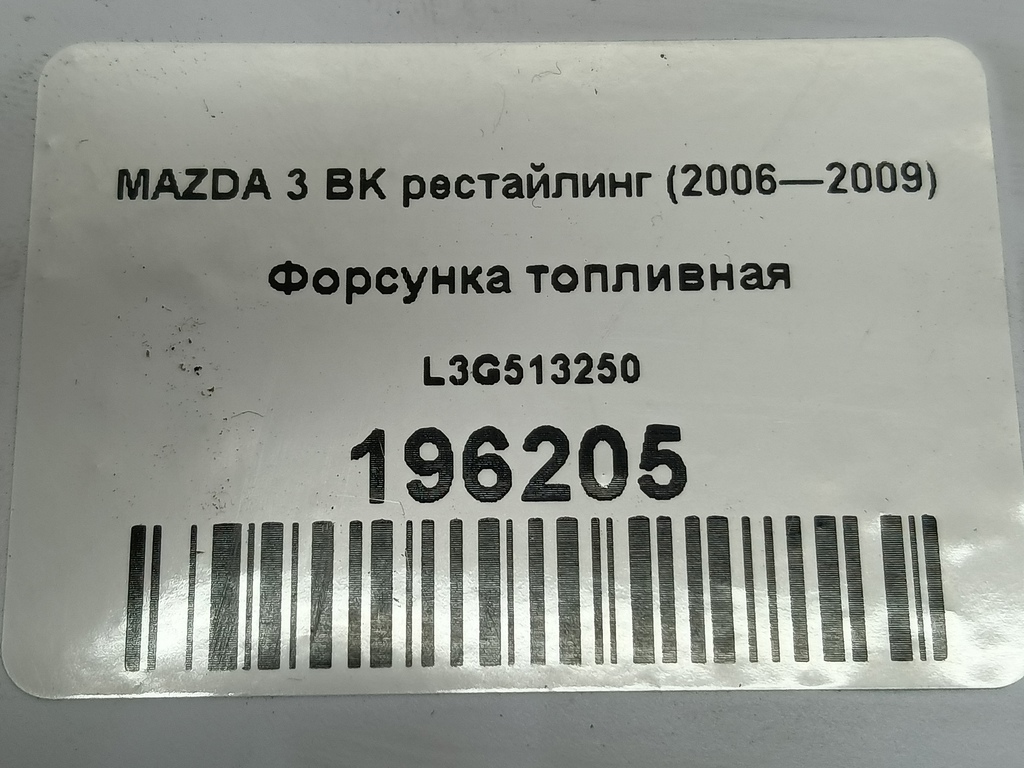 MAZDA 3 BK рестайлинг (2006—2009)
Форсунка топливная
L3G513250
196205